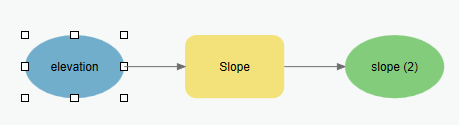 elevation
Slope
slope (2)